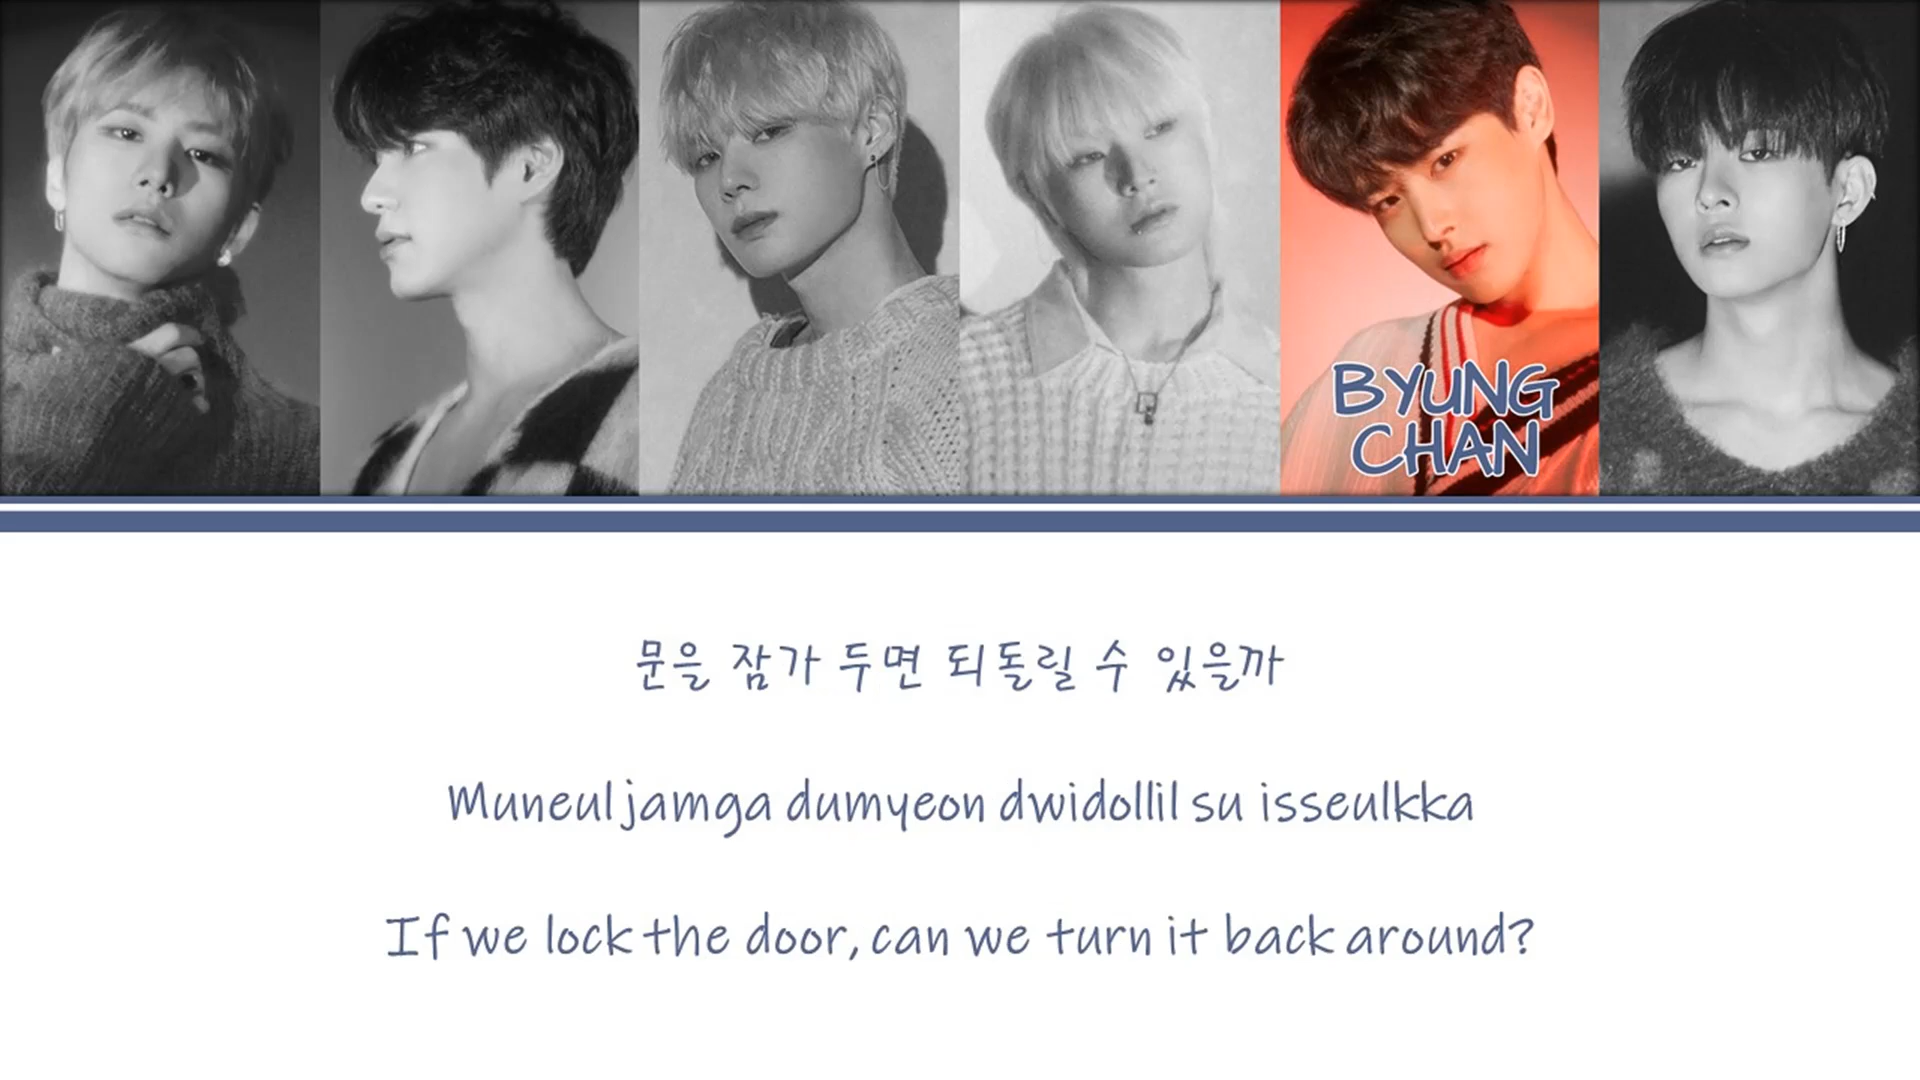 BYUNG
CHAN
문을 잠가 두면 되돌릴 수 있을까
Muneul jamga dumyeon dwidollil su isseulkka
If we lock the door, can we turn it back around?